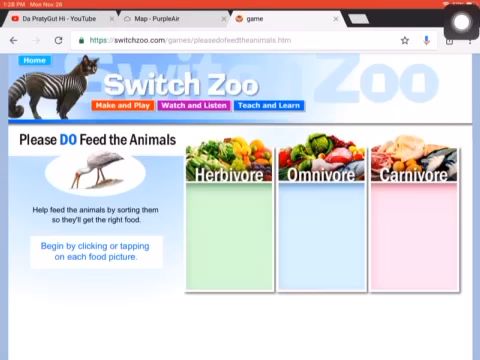 1:28 PM Mon Nov 26
Da PratyGut Hi - YouTube
Map - PurpleAir
game
https://switchzoo.com/games/pleasedofeedtheanimals.htm
Home
Switch Zoo
Switch Zoo
Make and Play
Watch and Listen
Teach and Learn
Please DO Feed the Animals
Help feed the animals by sorting them
so they'll get the right food.
Begin by clicking or tapping
on each food picture.
Herbivore
Omnivore
Carnivore